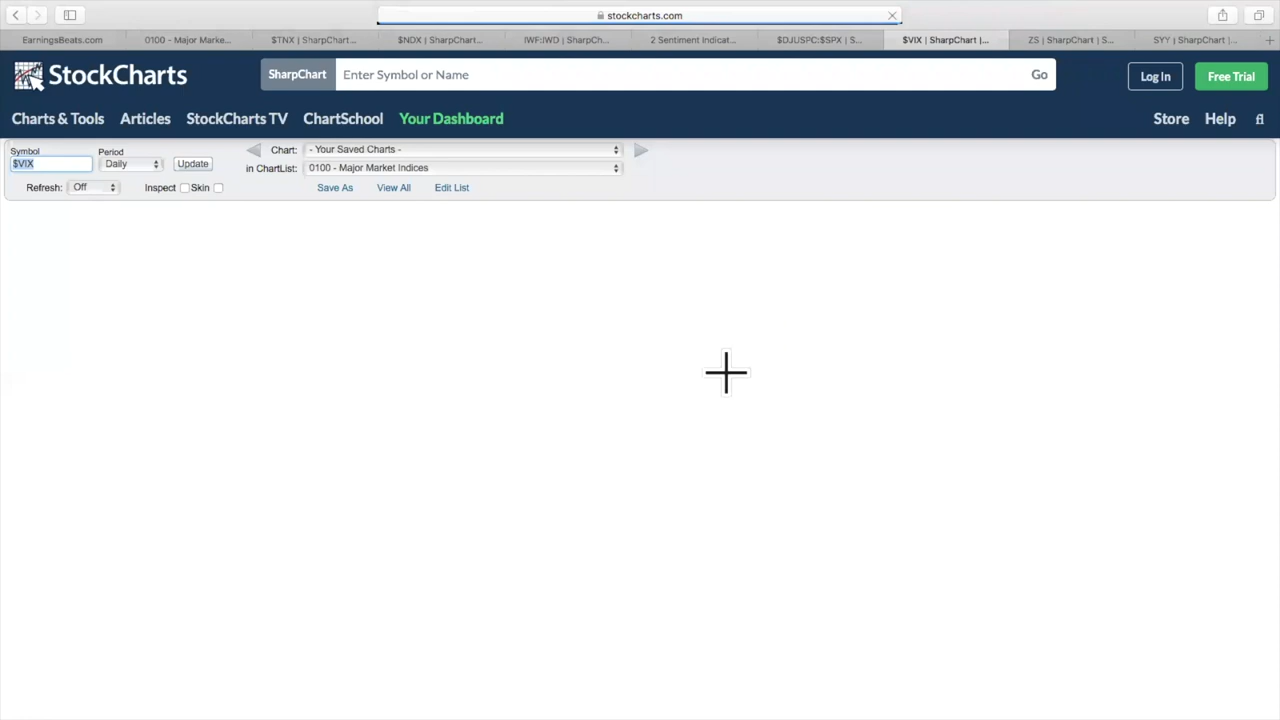 stockcharts.com
EarningsBeats.com
0100 - Major Marke...
$TNX | SharpChart...
$NDX | SharpChart...
IWF:IWD | SharpCh...
2 Sentiment Indicat...
$DJUSPC:$SPX | S...
$VIX | SharpChart |...
ZS | SharpChart | S...
SYY | SharpChart |...
StockCharts
SharpChart
Enter Symbol or Name
Go
Log In
Free Trial
Charts & Tools
Articles
StockCharts TV
ChartSchool
Your Dashboard
Store
Help
Symbol
Period
Chart:
- Your Saved Charts -
$VIX
Daily
Update
in ChartList:
0100 - Major Market Indices
Refresh:
Off
Inspect
Skin
Save As
View All
Edit List